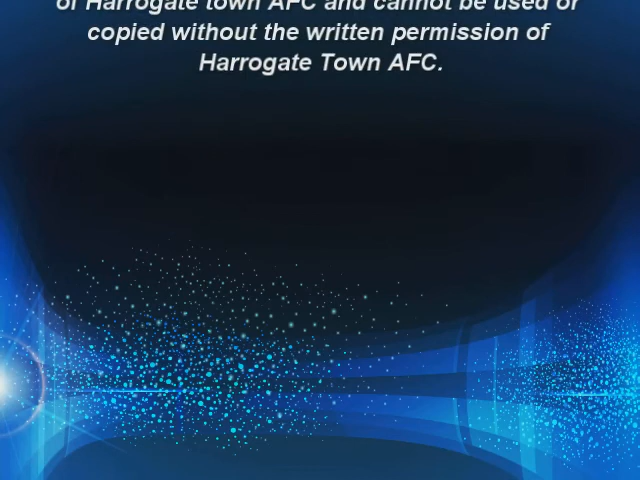 of Harrogate town AFC and cannot be used or
copied without the written permission of
Harrogate Town AFC.